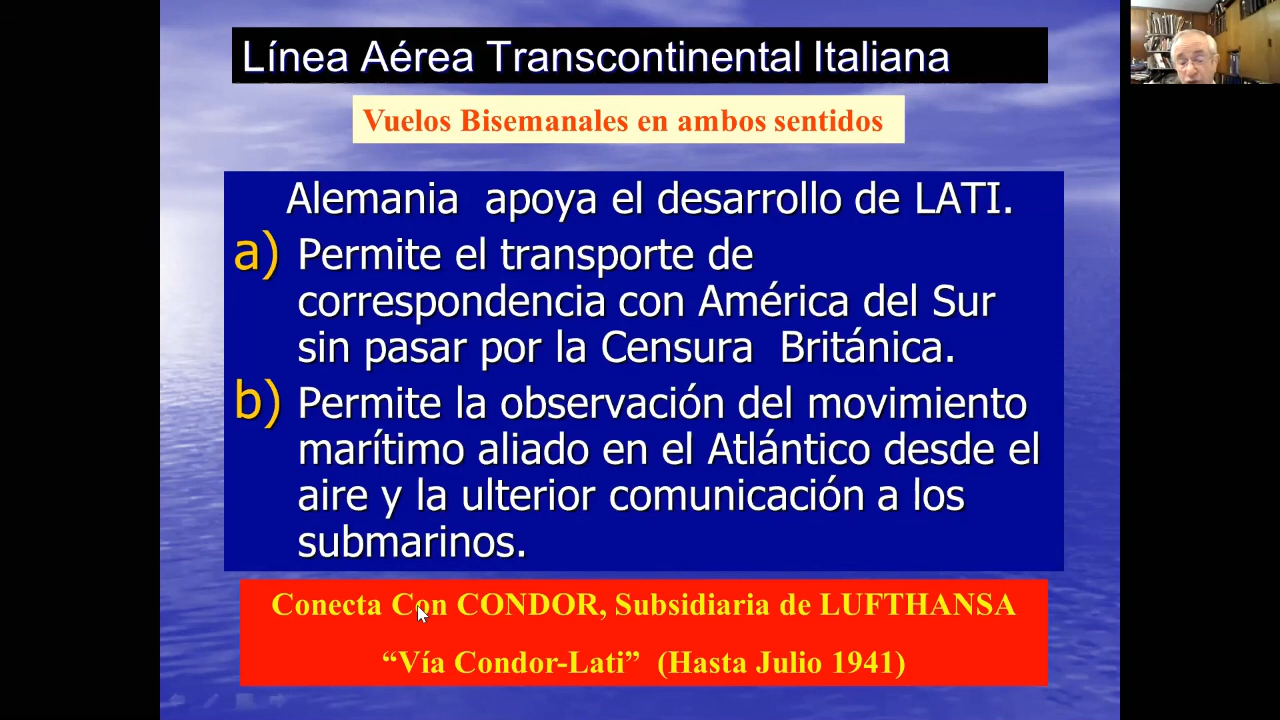 Línea Aérea Transcontinental Italiana
Vuelos Bisemanales en ambos sentidos
Alemania apoya el desarrollo de LATI.
a) Permite el transporte de
correspondencia con América del Sur
sin pasar por la Censura Británica.
b) Permite la observación del movimiento
marítimo aliado en el Atlántico desde el
aire y la ulterior comunicación a los
submarinos.
Conecta Con CONDOR, Subsidiaria de LUFTHANSA
“Vía Condor-Lati” (Hasta Julio 1941)